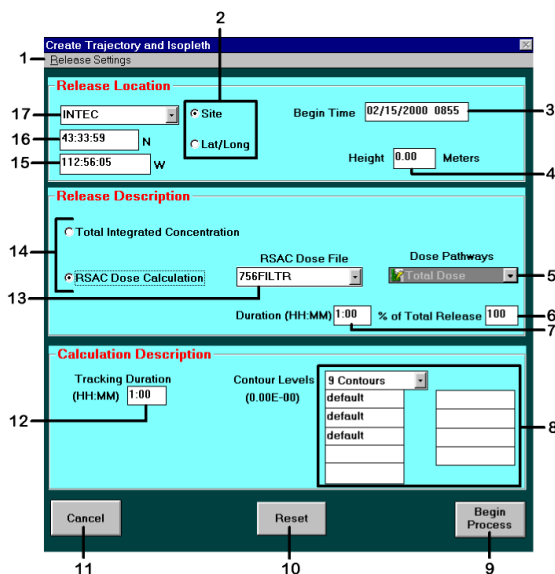 2
Create Trajectory and Isopleth
1
Release Settings
Release Location
17
INTEC
Site
Begin Time
02/15/2000 0855
3
16
43:33:59
N
Lat/Long
15
112:56:05
W
Height
0.00
Meters
4
Release Description
14
Total Integrated Concentration
RSAC Dose Calculation
RSAC Dose File
756FILTR
Dose Pathways
Total Dose
5
13
Duration (HH:MM)
1:00
% of Total Release
100
6
7
Calculation Description
Tracking Duration
(HH:MM)
1:00
12
Contour Levels
(0.00E-00)
9 Contours
default
default
default
8
Cancel
Reset
Begin
Process
11
10
9